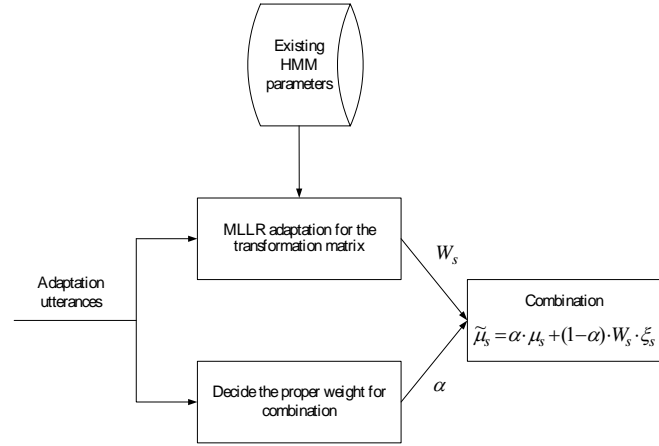 Existing
HMM
parameters
MLLR adaptation for the
transformation matrix
Adaptation
utterances
W_s
Combination
μ̃_s = α · μ_s + (1−α) · W_s · ξ_s
Decide the proper weight for
combination
α